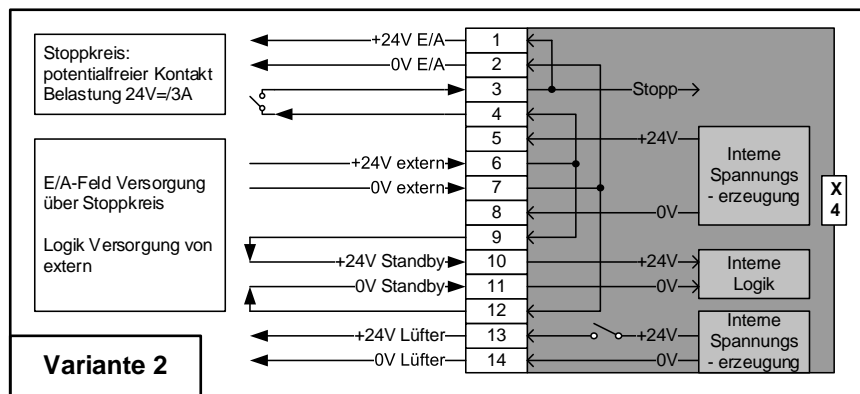 Stoppkreis:
potentialfreier Kontakt
Belastung 24V=/3A
E/A-Feld Versorgung
über Stoppkreis
Logik Versorgung von
extern
Variante 2
+24V E/A
0V E/A
+24V extern
0V extern
+24V Standby
0V Standby
+24V Lüfter
0V Lüfter
1
2
3
4
5
6
7
8
9
10
11
12
13
14
Stopp
+24V
0V
Interne
Spannungs
- erzeugung
+24V
0V
Interne
Logik
+24V
0V
Interne
Spannungs
- erzeugung
X
4